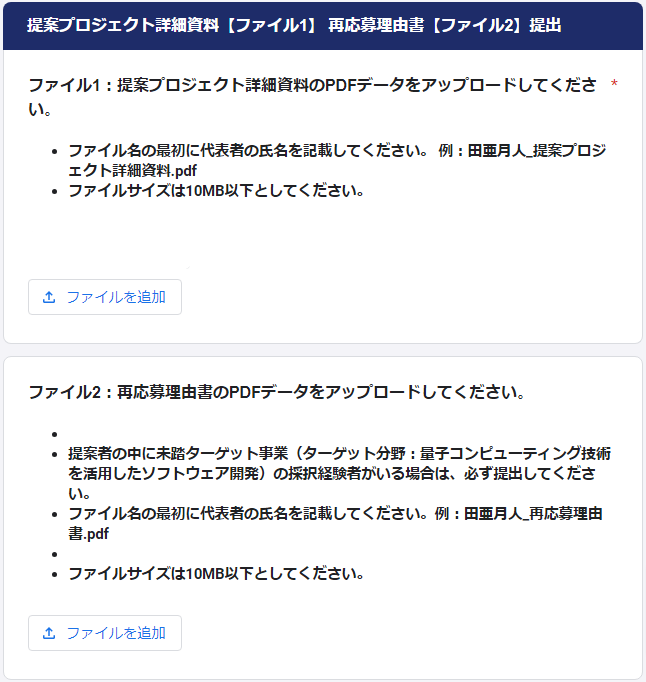 提案プロジェクト詳細資料【ファイル1】 再応募理由書【ファイル2】提出
ファイル1：提案プロジェクト詳細資料のPDFデータをアップロードしてくださ *
い。
• ファイル名の最初に代表者の氏名を記載してください。 例：田亜月人_提案プロジ
ェクト詳細資料.pdf
• ファイルサイズは10MB以下としてください。
ファイルを追加
ファイル2：再応募理由書のPDFデータをアップロードしてください。
•
• 提案者の中に未踏ターゲット事業（ターゲット分野：量子コンピューティング技術
を活用したソフトウェア開発）の採択経験者がいる場合は、必ず提出してくださ
い。
• ファイル名の最初に代表者の氏名を記載してください。例：田亜月人_再応募理由
書.pdf
•
• ファイルサイズは10MB以下としてください。
ファイルを追加